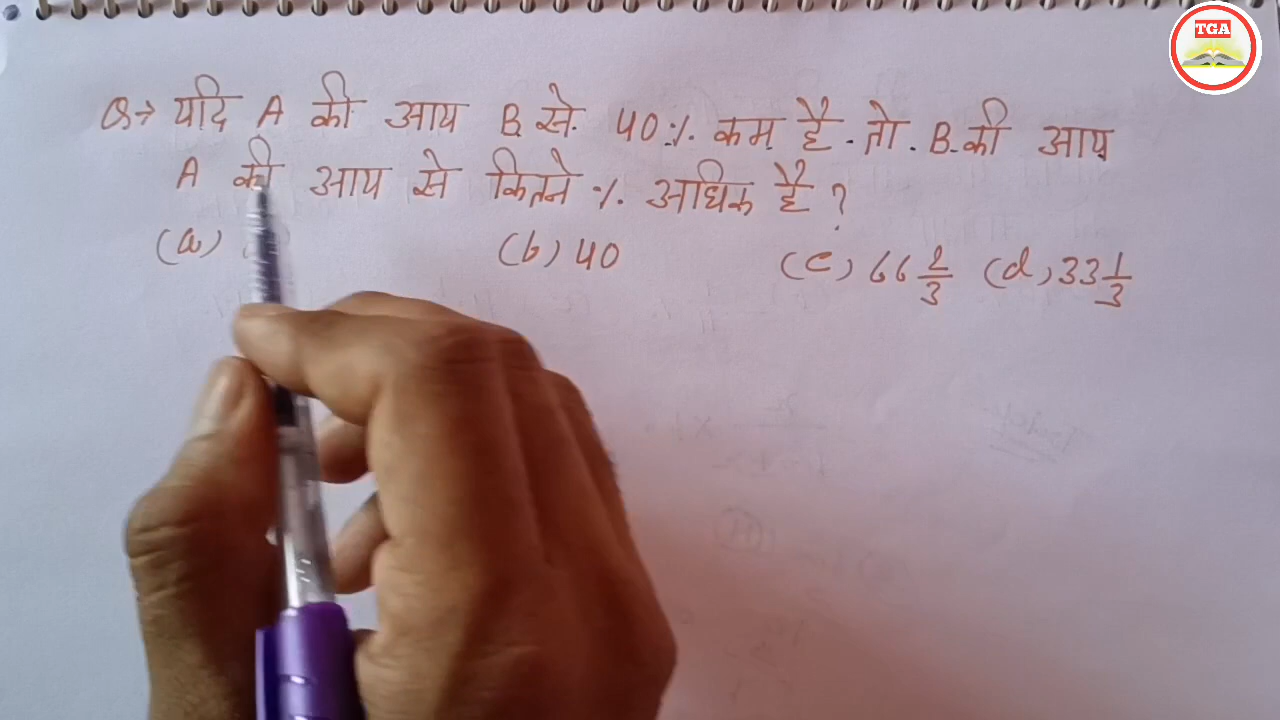 TGA
Q→ यदि A की आय B से 40% कम है. तो. B.की आय
A की आय से कितने % अधिक है ?
(a) (b) 40 (c) 66 2/3 (d) 33 1/3